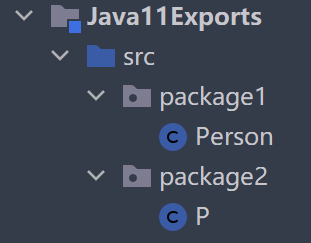 Java11Exports
src
package1
C Person
package2
C P